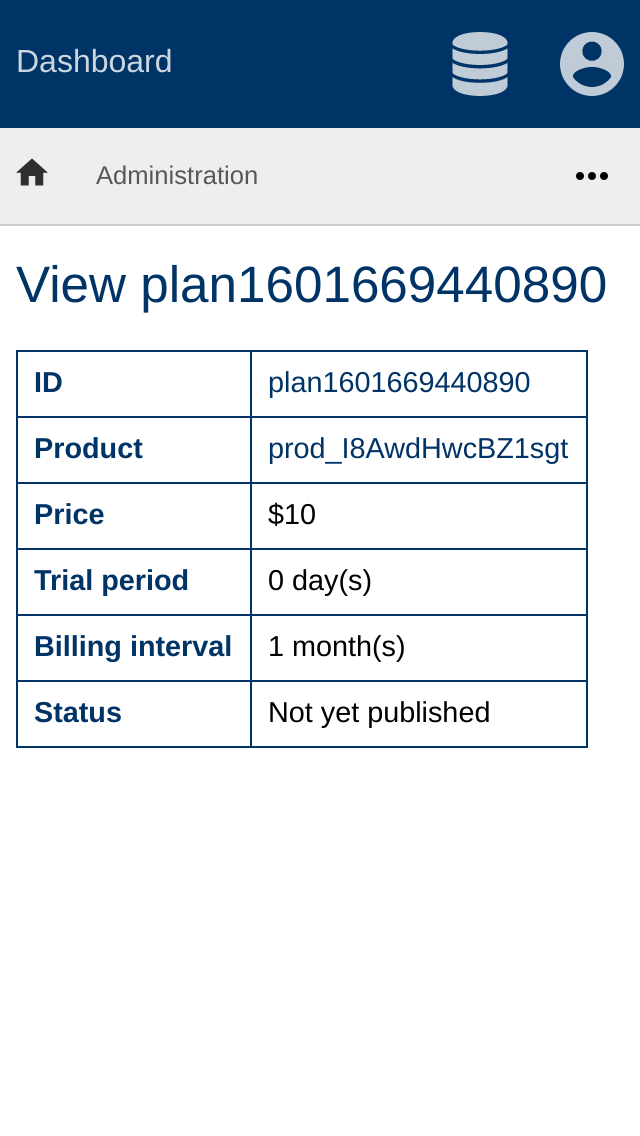 Dashboard
Administration
View plan1601669440890
ID plan1601669440890
Product prod_I8AwdHwcBZ1sgt
Price $10
Trial period 0 day(s)
Billing interval 1 month(s)
Status Not yet published